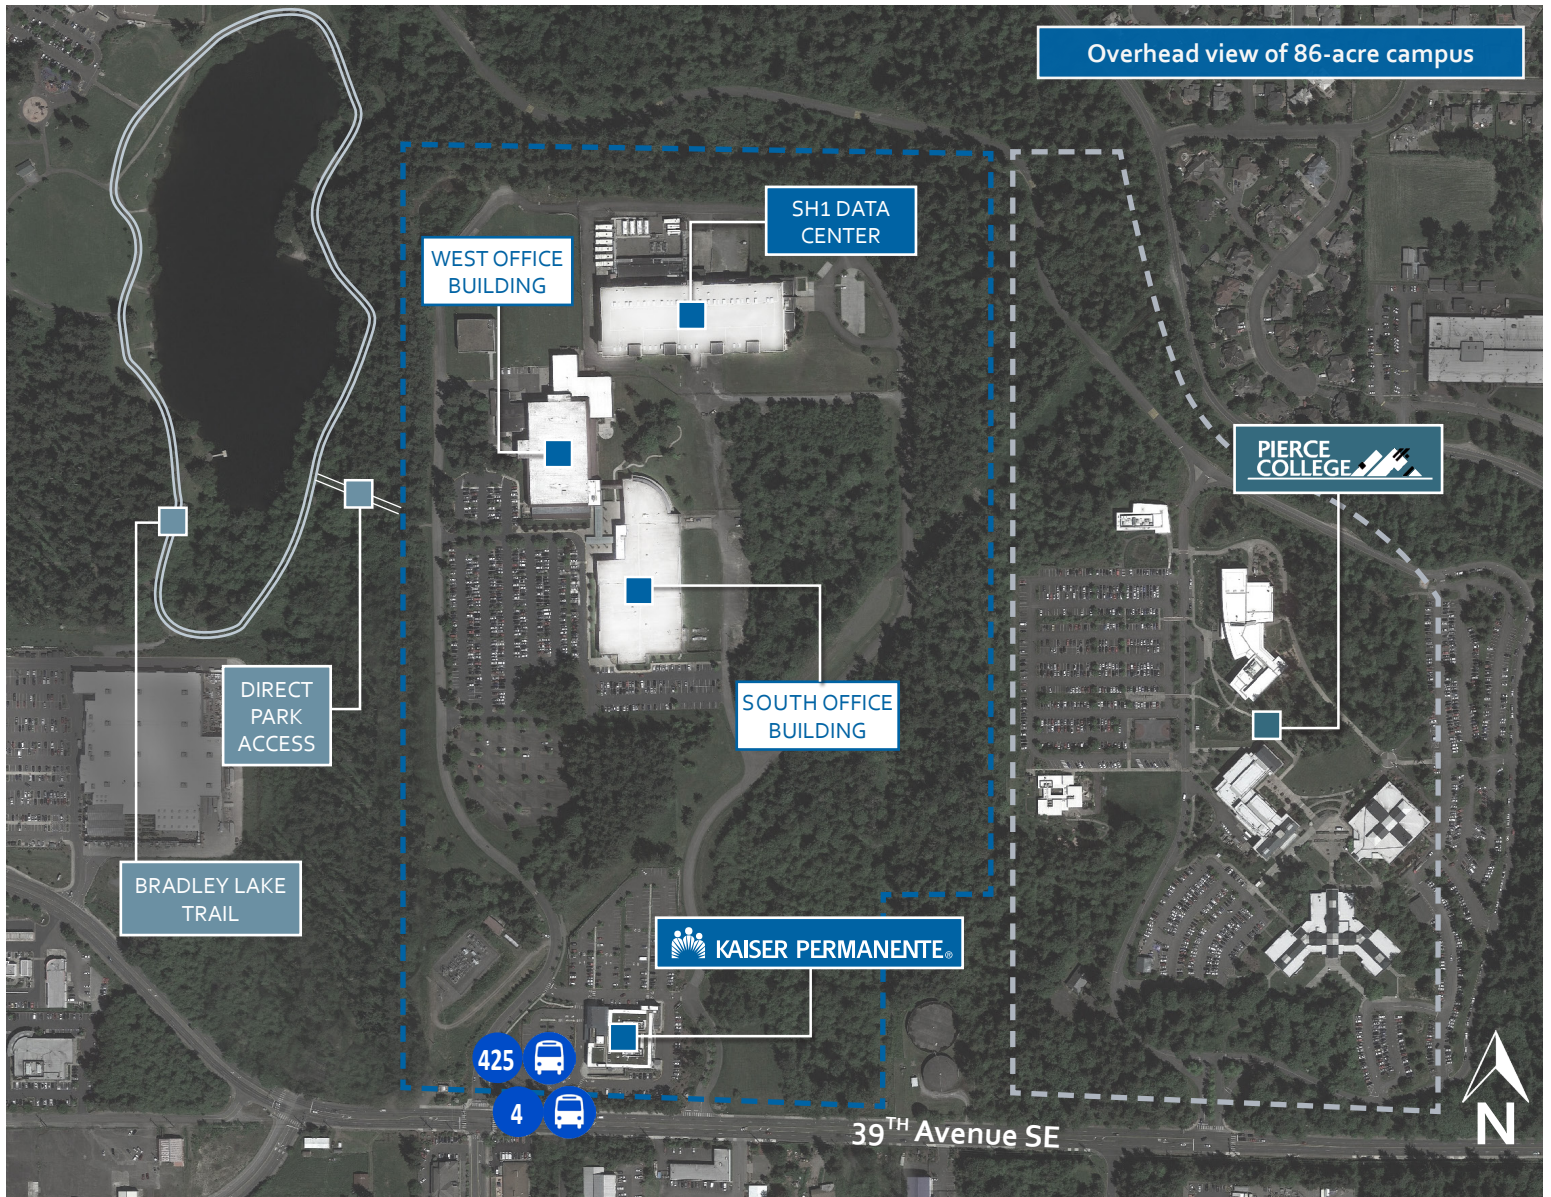 Overhead view of 86-acre campus
SH1 DATA
CENTER
WEST OFFICE
BUILDING
PIERCE
COLLEGE
DIRECT
PARK
ACCESS
SOUTH OFFICE
BUILDING
BRADLEY LAKE
TRAIL
KAISER PERMANENTE®
425
4
39TH Avenue SE
N